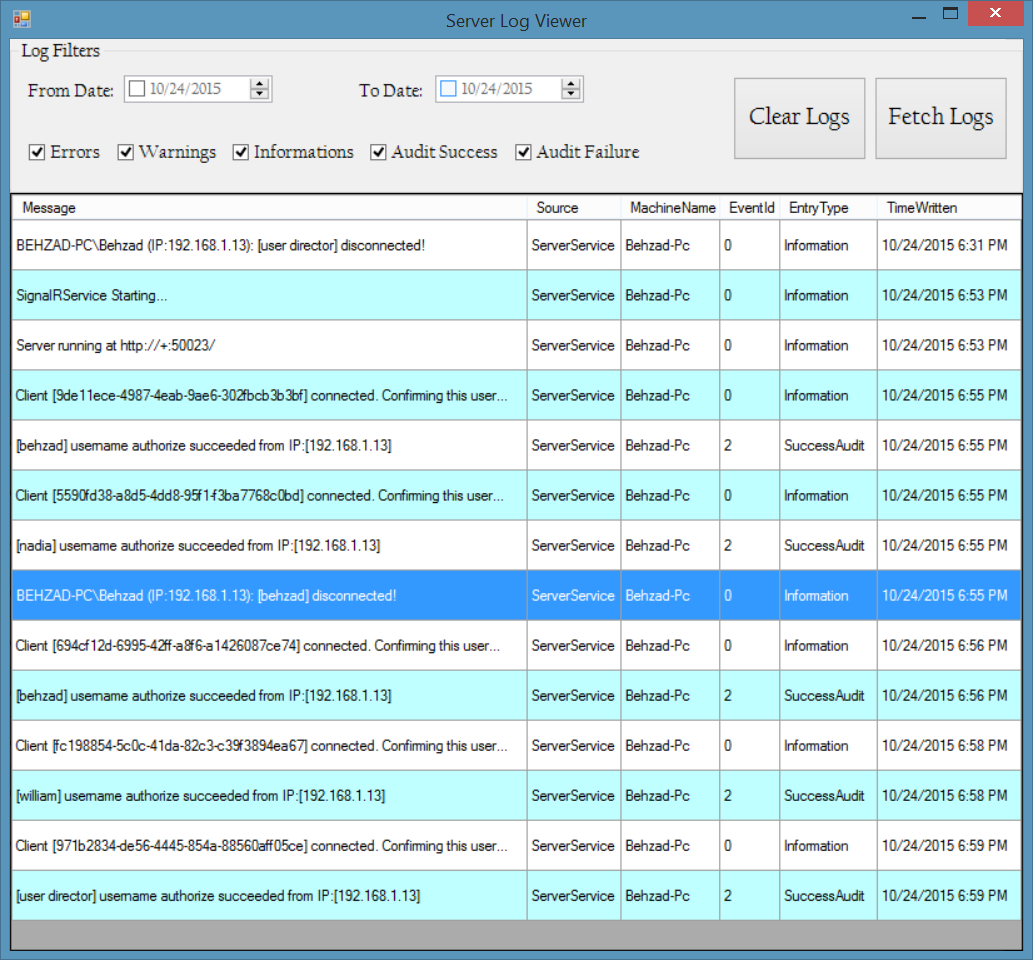 Server Log Viewer
Log Filters
From Date: 10/24/2015 To Date: 10/24/2015 Clear Logs Fetch Logs
Errors Warnings Informations Audit Success Audit Failure
Message Source MachineName EventId EntryType TimeWritten
BEHZAD-PC\Behzad (IP:192.168.1.13): [user director] disconnected! ServerService Behzad-Pc 0 Information 10/24/2015 6:31 PM
SignalRService Starting... ServerService Behzad-Pc 0 Information 10/24/2015 6:53 PM
Server running at http://+:50023/ ServerService Behzad-Pc 0 Information 10/24/2015 6:53 PM
Client [9de11ece-4987-4eab-9ae6-302fbcb3b3bf] connected. Confirming this user... ServerService Behzad-Pc 0 Information 10/24/2015 6:55 PM
[behzad] username authorize succeeded from IP:[192.168.1.13] ServerService Behzad-Pc 2 SuccessAudit 10/24/2015 6:55 PM
Client [5590fd38-a8d5-4dd8-95f1-f3ba7768c0bd] connected. Confirming this user... ServerService Behzad-Pc 0 Information 10/24/2015 6:55 PM
[nadia] username authorize succeeded from IP:[192.168.1.13] ServerService Behzad-Pc 2 SuccessAudit 10/24/2015 6:55 PM
BEHZAD-PC\Behzad (IP:192.168.1.13): [behzad] disconnected! ServerService Behzad-Pc 0 Information 10/24/2015 6:55 PM
Client [694cf12d-6995-42ff-a8f6-a1426087ce74] connected. Confirming this user... ServerService Behzad-Pc 0 Information 10/24/2015 6:56 PM
[behzad] username authorize succeeded from IP:[192.168.1.13] ServerService Behzad-Pc 2 SuccessAudit 10/24/2015 6:56 PM
Client [fc198854-5c0c-41da-82c3-c39f3894ea67] connected. Confirming this user... ServerService Behzad-Pc 0 Information 10/24/2015 6:58 PM
[william] username authorize succeeded from IP:[192.168.1.13] ServerService Behzad-Pc 2 SuccessAudit 10/24/2015 6:58 PM
Client [971b2834-de56-4445-854a-88560aff05ce] connected. Confirming this user... ServerService Behzad-Pc 0 Information 10/24/2015 6:59 PM
[user director] username authorize succeeded from IP:[192.168.1.13] ServerService Behzad-Pc 2 SuccessAudit 10/24/2015 6:59 PM